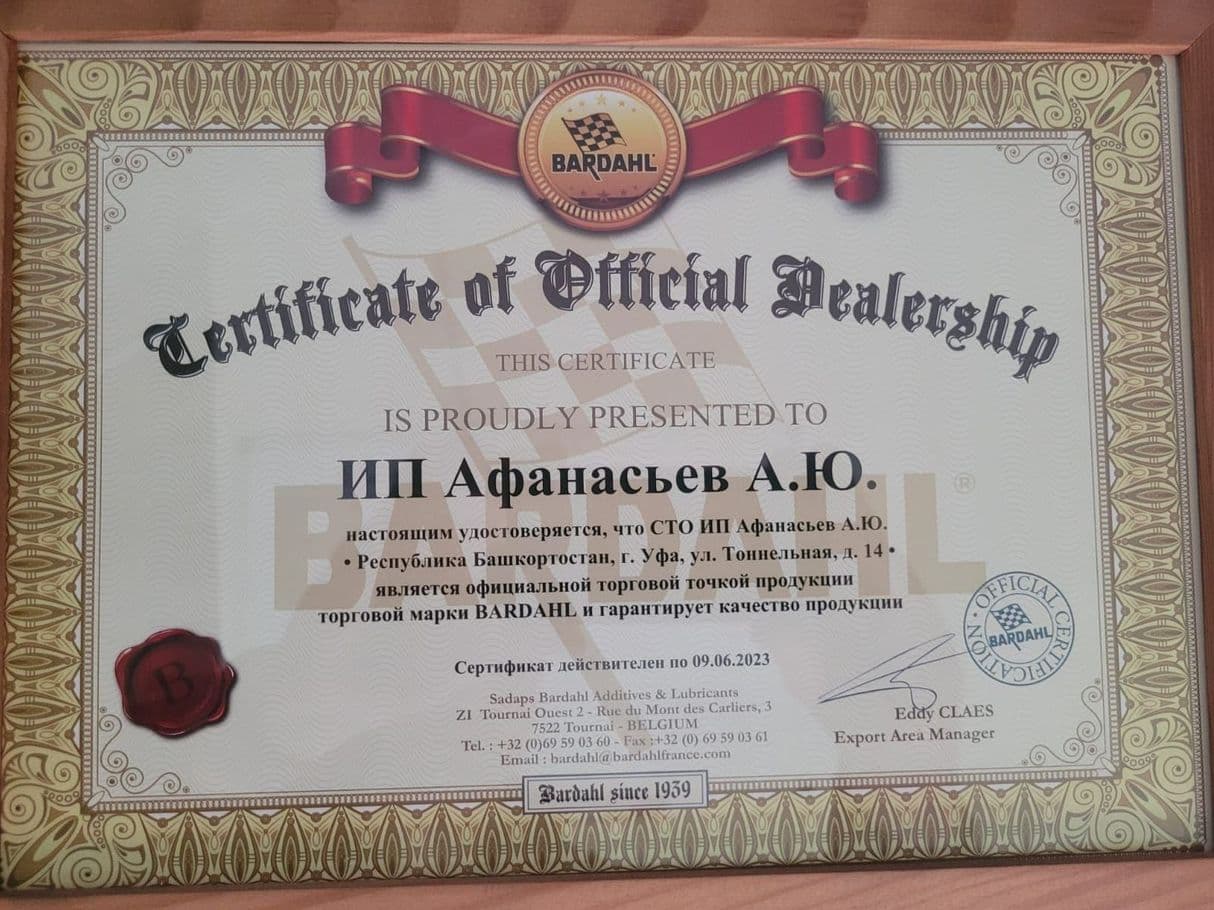 BARDAHL®
Certificate of Official Dealership
THIS CERTIFICATE
IS PROUDLY PRESENTED TO
ИП Афанасьев А.Ю.
BARDAHL®
настоящим удостоверяется, что СТО ИП Афанасьев А.Ю.
• Республика Башкортостан, г. Уфа, ул. Тоннельная, д. 14 •
является официальной торговой точкой продукции
торговой марки BARDAHL и гарантирует качество продукции
OFFICIAL CERTIFICATION
BARDAHL
B
Сертификат действителен по 09.06.2023
Sadaps Bardahl Additives & Lubricants
ZI Tournai Ouest 2 - Rue du Mont des Carliers, 3
7522 Tournai - BELGIUM
Tel. : +32 (0)69 59 03 60 - Fax :+32 (0) 69 59 03 61
Email : bardahl@bardahlfrance.com
Eddy CLAES
Export Area Manager
Bardahl since 1939